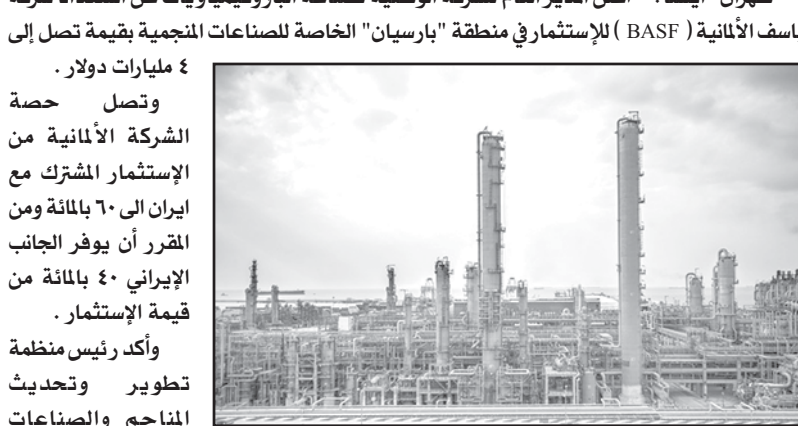 للإستثمار في منطقة "بارسيان" الخاصة للصناعات المنجمية بقيمة تصل إلى ( BASF ) الألمانية
٤ مليارات دولار .
وتصل حصة
الشركة الألمانية من
الإستثمار المشترك مع
ايران الى ٦٠ بالمائة ومن
المقرر أن يوفر الجانب
الإيراني ٤٠ بالمائة من
قيمة الإستثمار .
وأكد رئيس منظمة
تطوير وتحديث
المناجم والصناعات